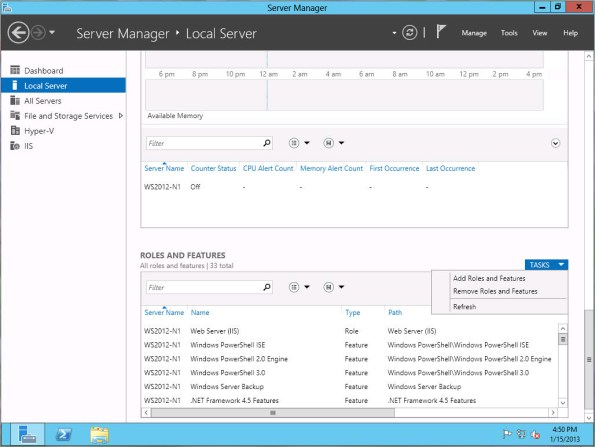 Server Manager
Server Manager ▸ Local Server
Manage Tools View Help
Dashboard
Local Server
All Servers
File and Storage Services
Hyper-V
IIS
6 pm 8 pm 10 pm 12 am 2 am 4 am 6 am 8 am 10 am 12 pm 2 pm 4 pm
Available Memory
Filter
Server Name Counter Status CPU Alert Count Memory Alert Count First Occurrence Last Occurrence
WS2012-N1 Off - - - -
ROLES AND FEATURES
All roles and features | 33 total
TASKS
Add Roles and Features
Remove Roles and Features
Refresh
Filter
Server Name Name Type Path
WS2012-N1 Web Server (IIS) Role Web Server (IIS)
WS2012-N1 Windows PowerShell ISE Feature Windows PowerShell\Windows PowerShell ISE
WS2012-N1 Windows PowerShell 2.0 Engine Feature Windows PowerShell\Windows PowerShell 2.0 Engine
WS2012-N1 Windows PowerShell 3.0 Feature Windows PowerShell\Windows PowerShell 3.0
WS2012-N1 Windows Server Backup Feature Windows Server Backup
WS2012-N1 .NET Framework 4.5 Features Feature .NET Framework 4.5 Features
4:50 PM
1/15/2013